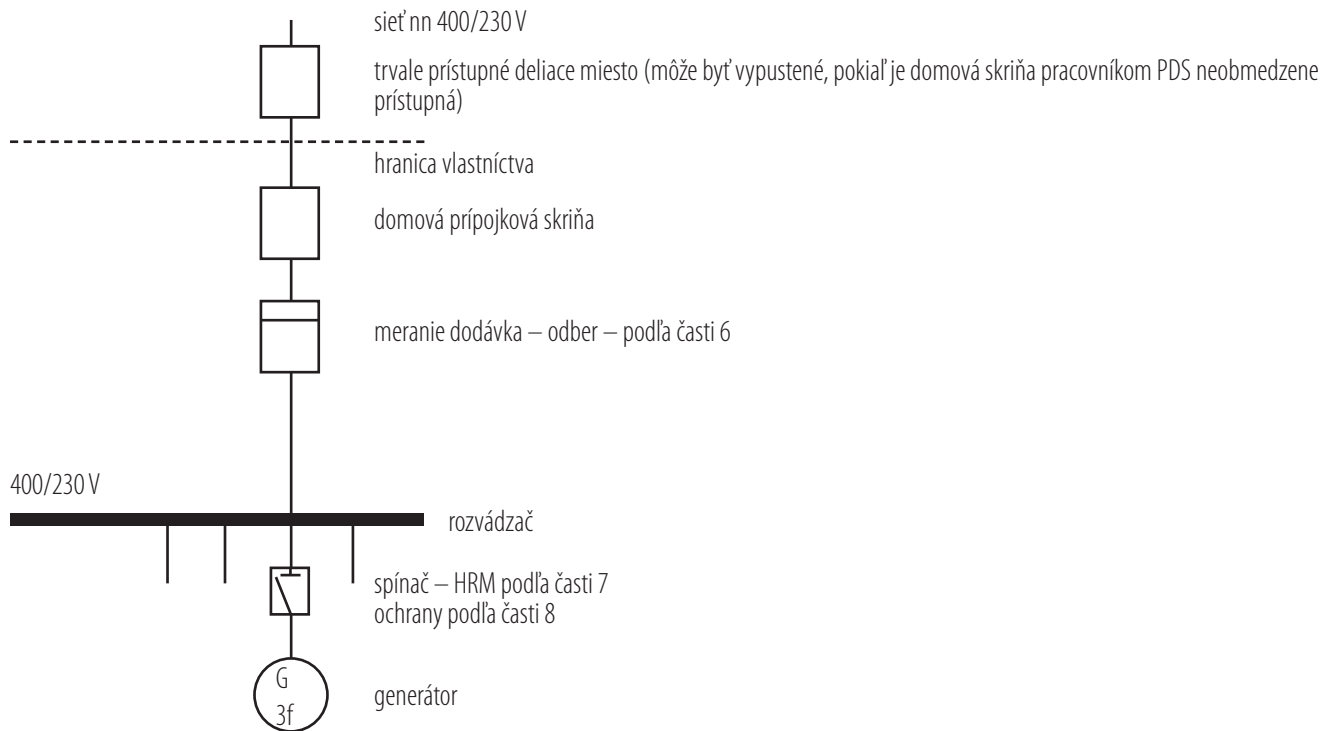 sieť nn 400/230 V
trvale prístupné deliace miesto (môže byť vypustené, pokiaľ je domová skriňa pracovníkom PDS neobmedzene
prístupná)
hranica vlastníctva
domová prípojková skriňa
meranie dodávka – odber – podľa časti 6
400/230 V
rozvádzač
spínač – HRM podľa časti 7
ochrany podľa časti 8
G
3f
generátor